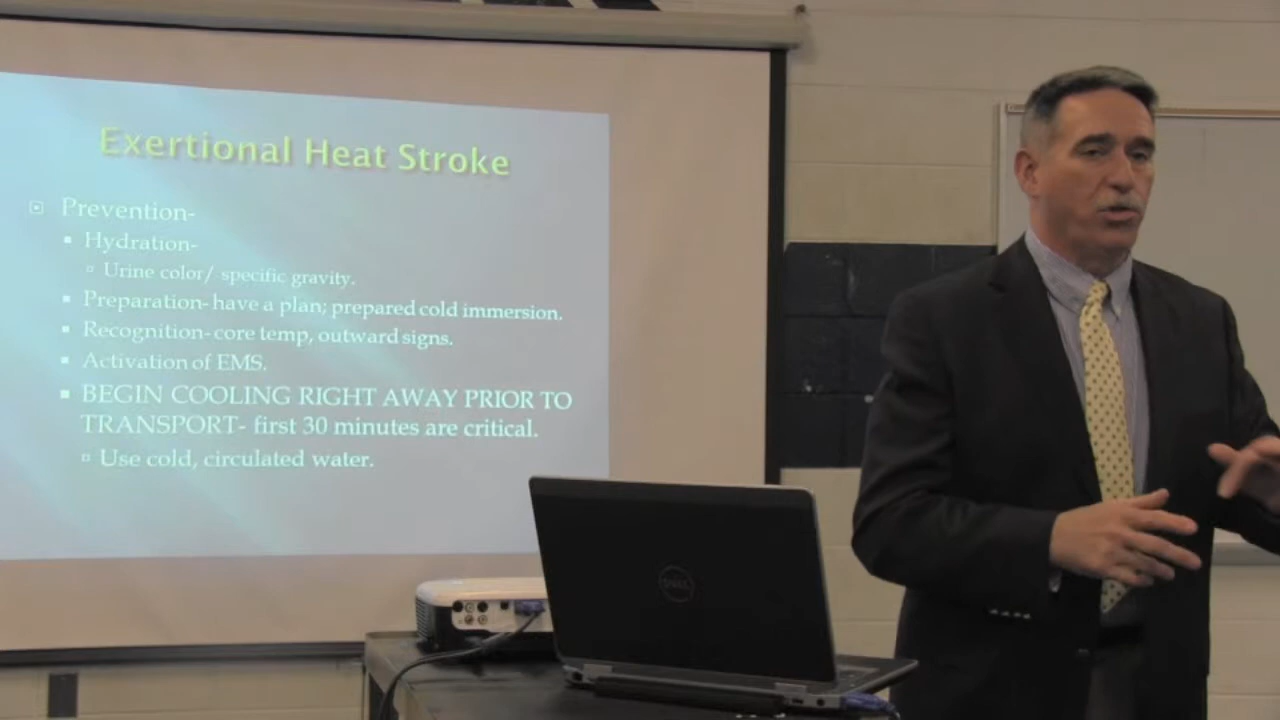 Exertional Heat Stroke
Prevention-
Hydration-
Urine color/ specific gravity.
Preparation- have a plan; prepared cold immersion.
Recognition- core temp, outward signs.
Activation of EMS.
BEGIN COOLING RIGHT AWAY PRIOR TO
TRANSPORT- first 30 minutes are critical.
Use cold, circulated water.
DELL